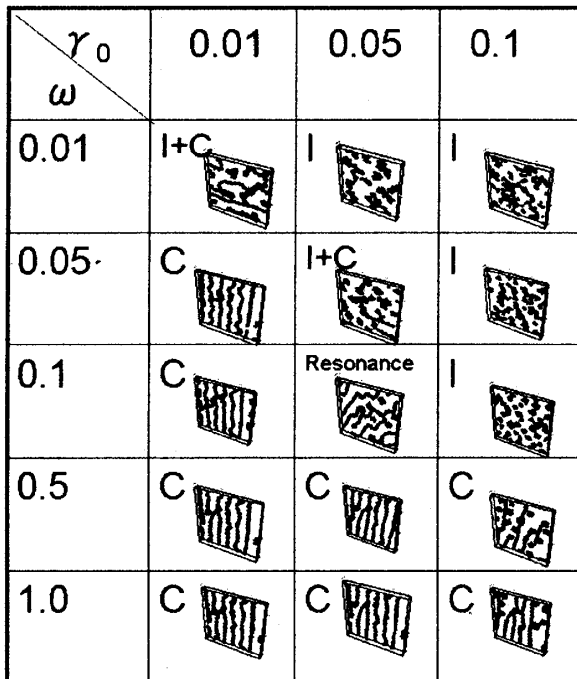 γ0 0.01 0.05 0.1
ω
0.01 I+C I I
0.05 C I+C I
0.1 C Resonance I
0.5 C C C
1.0 C C C